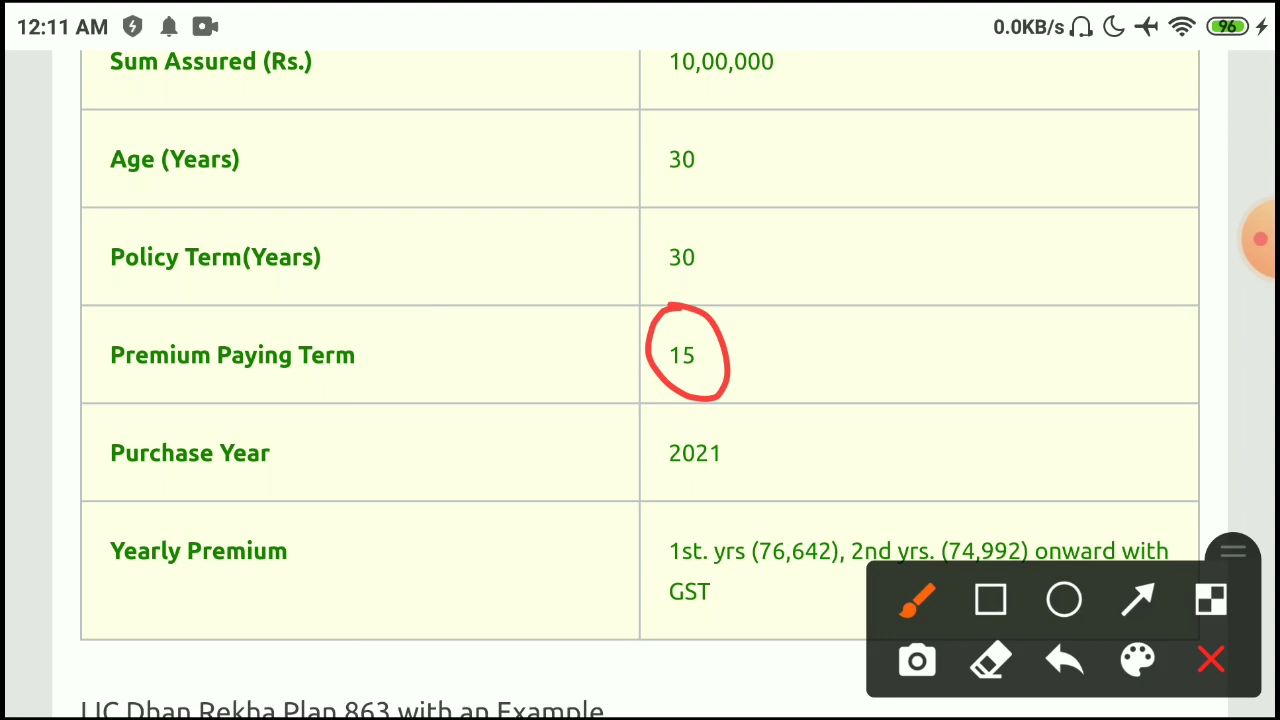 12:11 AM 0.0KB/s 96
Sum Assured (Rs.) 10,00,000
Age (Years) 30
Policy Term(Years) 30
Premium Paying Term 15
Purchase Year 2021
Yearly Premium 1st. yrs (76,642), 2nd yrs. (74,992) onward with
GST
LIC Dhan Rekha Plan 863 with an Example